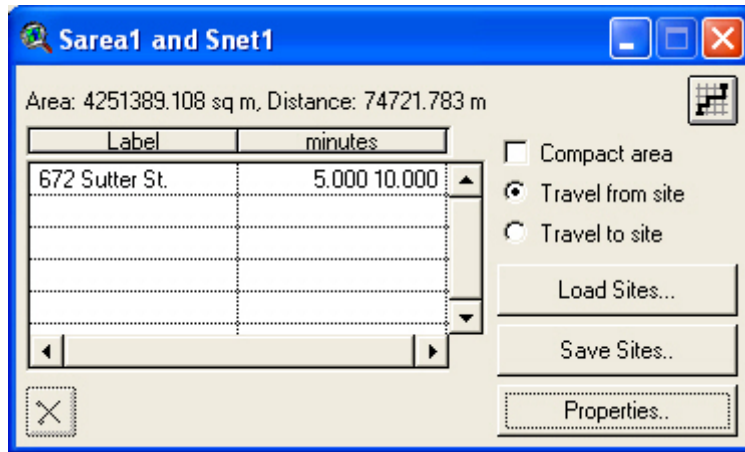 Sarea1 and Snet1
Area: 4251389.108 sq m, Distance: 74721.783 m
Label minutes
672 Sutter St. 5.000 10.000
Compact area
Travel from site
Travel to site
Load Sites...
Save Sites..
Properties..